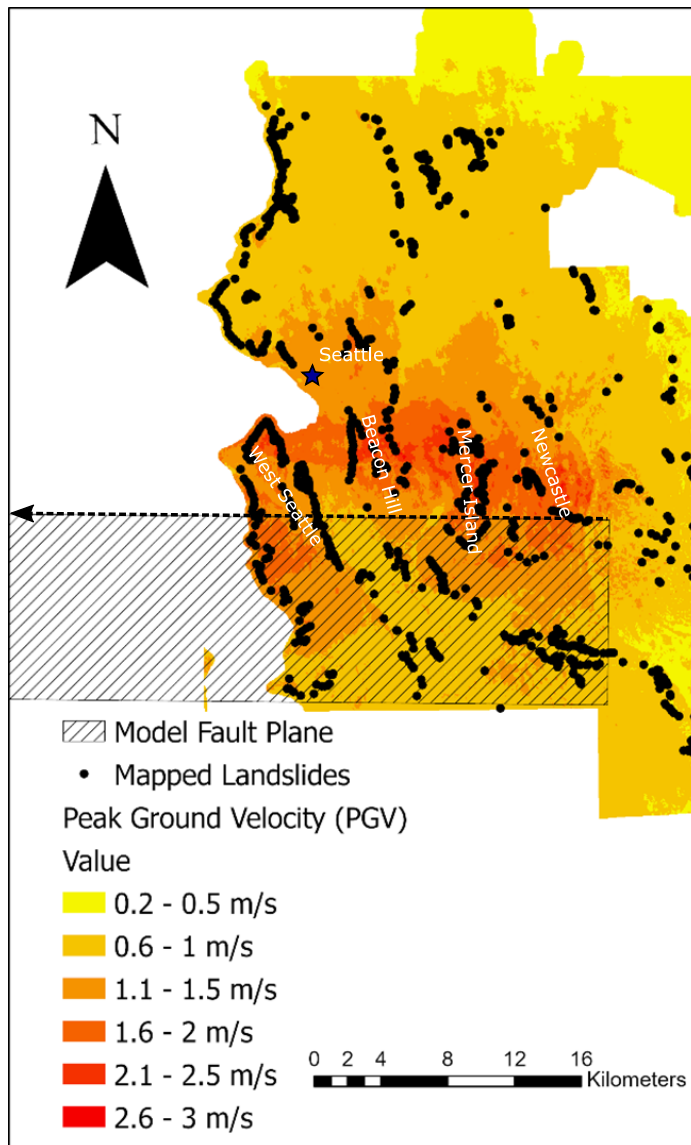 N
Seattle
West Seattle
Beacon Hill
Mercer Island
Newcastle
Model Fault Plane
Mapped Landslides
Peak Ground Velocity (PGV)
Value
0.2 - 0.5 m/s
0.6 - 1 m/s
1.1 - 1.5 m/s
1.6 - 2 m/s
2.1 - 2.5 m/s
2.6 - 3 m/s
0 2 4 8 12 16
Kilometers